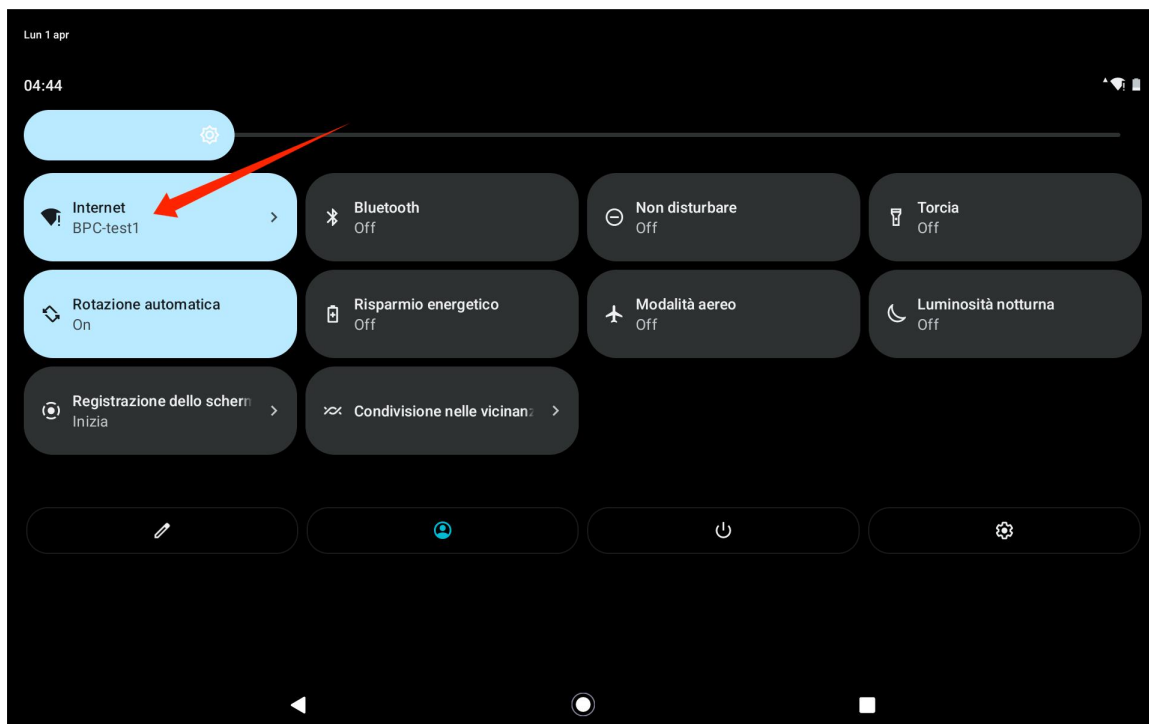 Lun 1 apr
04:44
Internet
BPC-test1
Bluetooth
Off
Non disturbare
Off
Torcia
Off
Rotazione automatica
On
Risparmio energetico
Off
Modalità aereo
Off
Luminosità notturna
Off
Registrazione dello scherm
Inizia
Condivisione nelle vicinanz